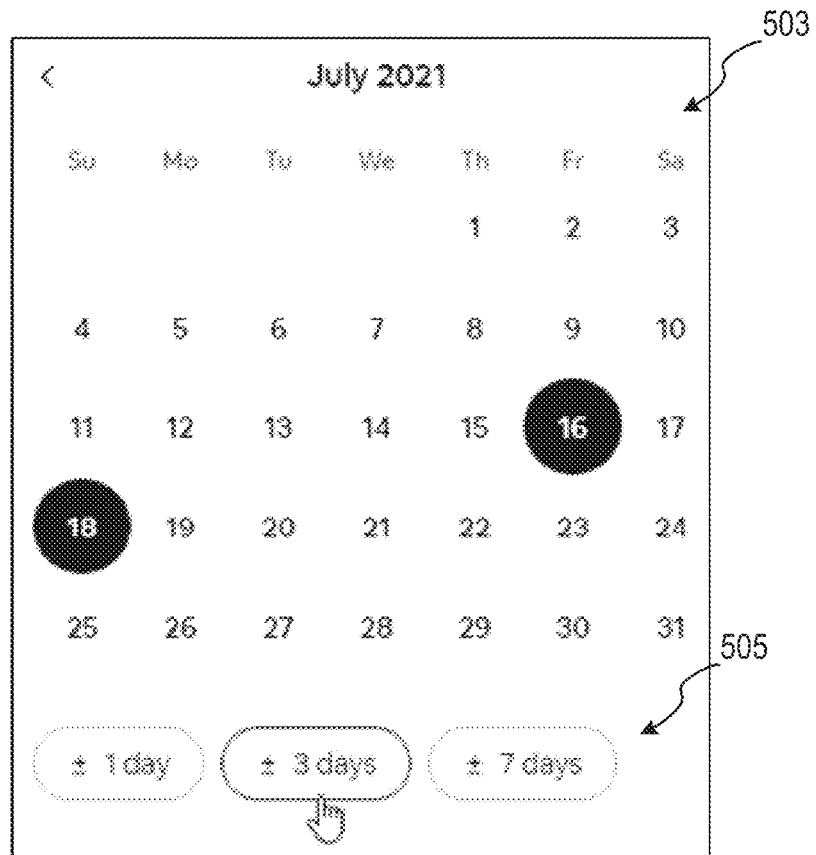 503
< July 2021
Su Mo Tu We Th Fr Sa
1 2 3
4 5 6 7 8 9 10
11 12 13 14 15 16 17
18 19 20 21 22 23 24
25 26 27 28 29 30 31
505
± 1 day ± 3 days ± 7 days